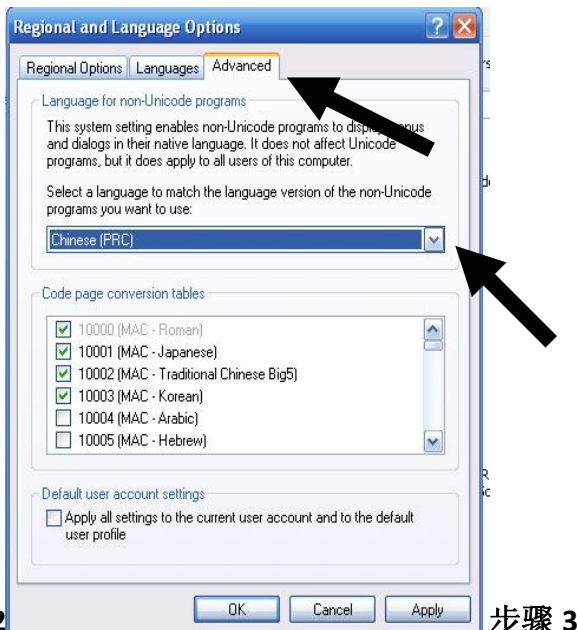 Regional and Language Options
Regional Options Languages Advanced
Language for non-Unicode programs
This system setting enables non-Unicode programs to display
and dialogs in their native language. It does not affect Unicode
programs, but it does apply to all users of this computer.
Select a language to match the language version of the non-Unicode
programs you want to use:
Chinese (PRC)
Code page conversion tables
10000 (MAC - Roman)
10001 (MAC - Japanese)
10002 (MAC - Traditional Chinese Big5)
10003 (MAC - Korean)
10004 (MAC - Arabic)
10005 (MAC - Hebrew)
Default user account settings
Apply all settings to the current user account and to the default
user profile
OK Cancel Apply
2 步骤 3